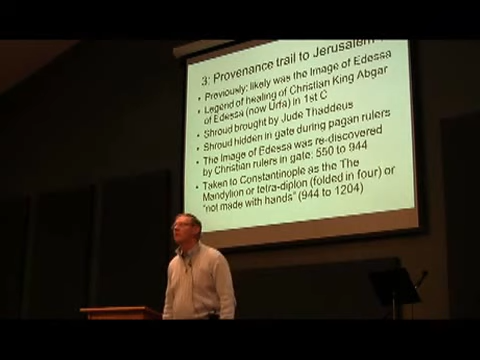 3: Provenance trail to Jerusalem
• Previously: likely was the Image of Edessa
• Legend of healing of Christian King Abgar
of Edessa (now Urfa) in 1st C
• Shroud brought by Jude Thaddeus
• Shroud hidden in gate during pagan rulers
• The Image of Edessa was re-discovered
by Christian rulers in gate: 550 to 944
• Taken to Constantinople as the The
Mandylion or tetra-diplon (folded in four) or
"not made with hands" (944 to 1204)